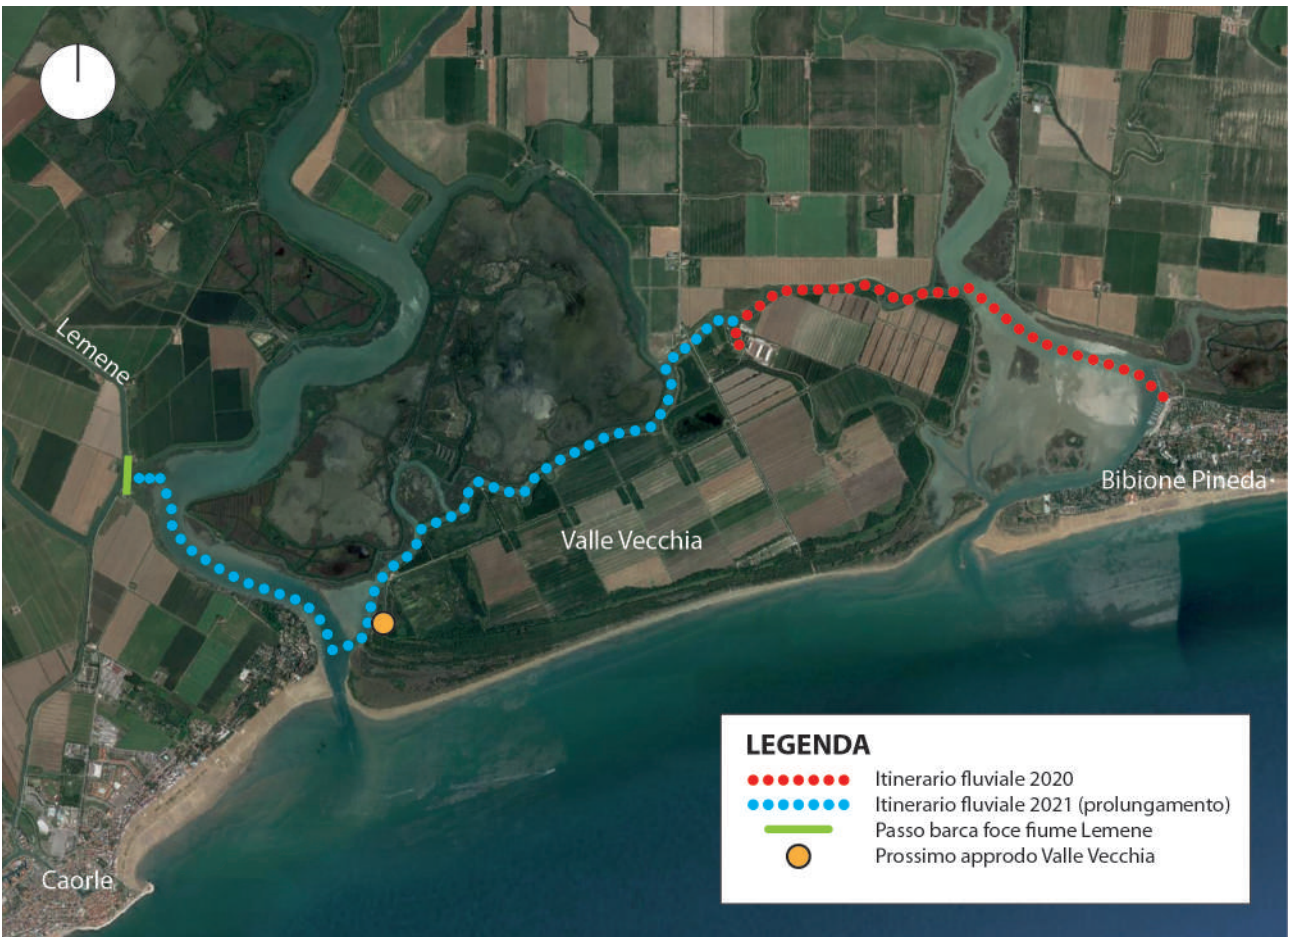 Lemene
Bibione Pineda
Valle Vecchia
Caorle
LEGENDA
Itinerario fluviale 2020
Itinerario fluviale 2021 (prolungamento)
Passo barca foce fiume Lemene
Prossimo approdo Valle Vecchia